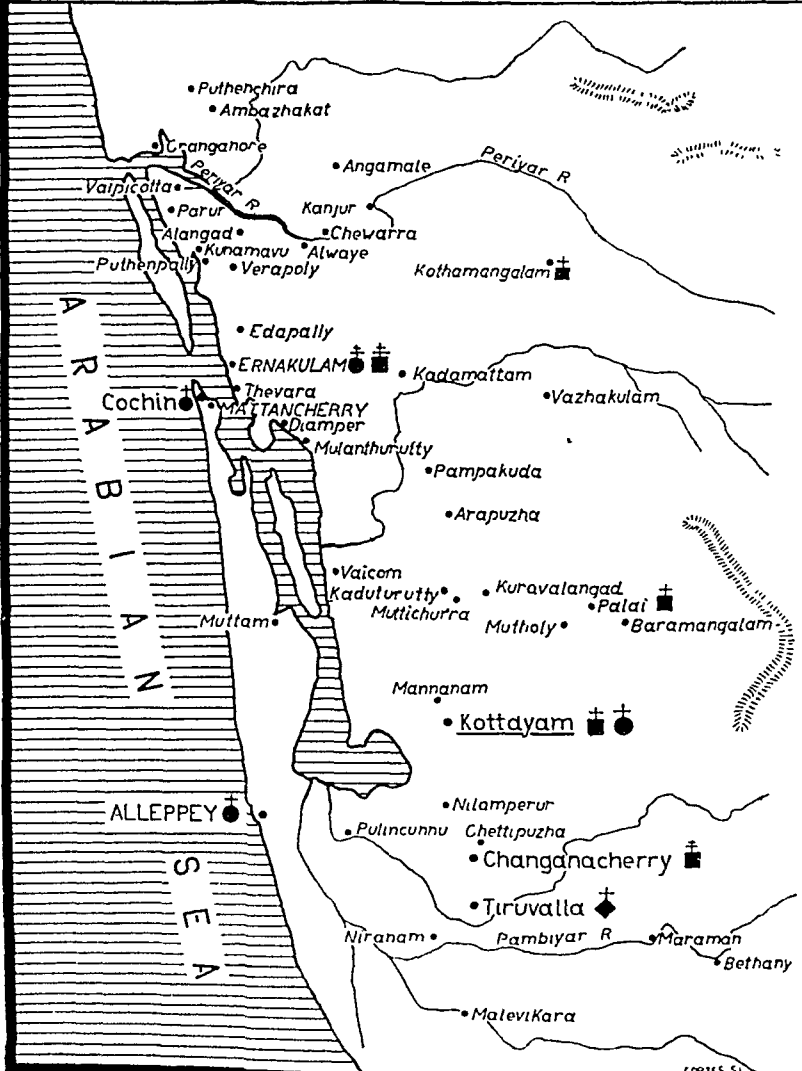 Puthenchira
Ambazhakat
Cranganore
Periyar R
Angamale
Periyar R
Vaipicotta
Parur
Kanjur
Alangad
Chewarra
Kunamavu
Alwaye
Puthenpally
Verapoly
Kothamangalam
Edapally
ERNAKULAM
Kadamattam
Thevara
Vazhakulam
Cochin
MATTANCHERRY
Diamper
Mulanthurutty
Pampakuda
Arapuzha
Vaicom
Kaduturutty
Kuravalangad
Muttichurra
Palai
Muttam
Mutholy
Baramangalam
Mannanam
Kottayam
Nilamperur
ALLEPPEY
Pulincunnu
Chettipuzha
Changanacherry
Tiruvalla
Niranam
Pambiyar R
Maraman
Bethany
MaleviKara
ARABIAN SEA